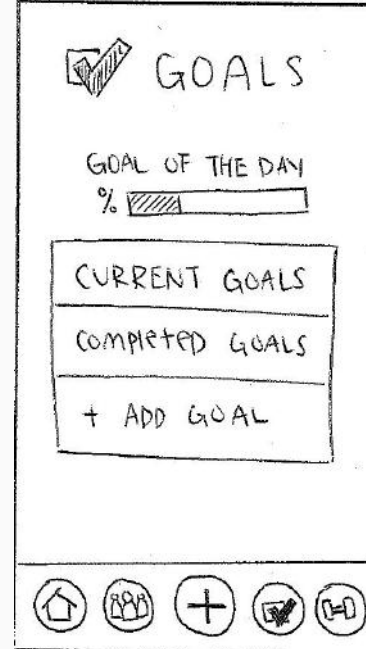 GOALS
GOAL OF THE DAY
%
CURRENT GOALS
COMPleteD GOALS
+ ADD GOAL